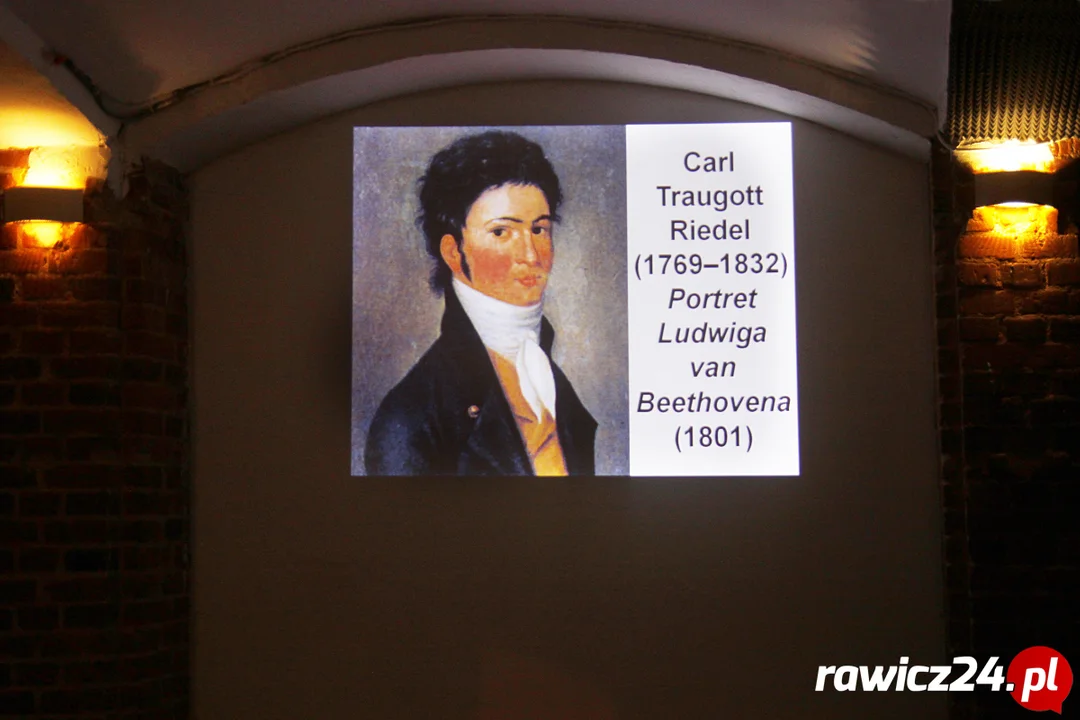 Carl
Traugott
Riedel
(1769–1832)
Portret
Ludwiga
van
Beethovena
(1801)
rawicz24.pl